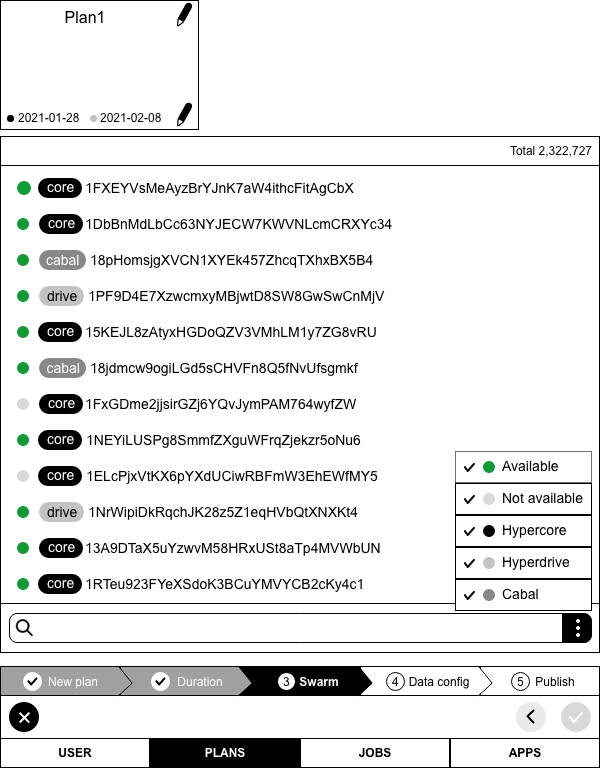 Plan1
2021-01-28 2021-02-08
Total 2,322,727
core 1FXEYVsMeAyzBrYJnK7aW4ithcFitAgCbX
core 1DbBnMdLbCc63NYJECW7KWVNLcmCRXYc34
cabal 18pHomsjgXVCN1XYEk457ZhcqTXhxBX5B4
drive 1PF9D4E7XzwcmxyMBjwtD8SW8GwSwCnMjV
core 15KEJL8zAtyxHGDoQZV3VMhLM1y7ZG8vRU
cabal 18jdmcw9ogiLGd5sCHVFn8Q5fNvUfsgmkf
core 1FxGDme2jjsirGZj6YQvJymPAM764wyfZW
core 1NEYiLUSPg8SmmfZXguWFrqZjekzr5oNu6
core 1ELcPjxVtKX6pYXdUCiwRBFmW3EhEWfMY5
drive 1NrWipiDkRqchJK28z5Z1eqHVbQtXNXKt4
core 13A9DTaX5uYzwvM58HRxUSt8aTp4MVWbUN
core 1RTeu923FYeXSdoK3BCuYMVYCB2cKy4c1
Available
Not available
Hypercore
Hyperdrive
Cabal
New plan Duration 3 Swarm 4 Data config 5 Publish
USER PLANS JOBS APPS